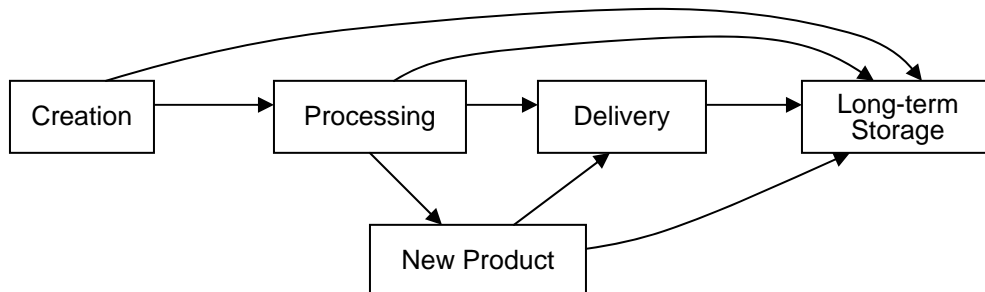 Creation
Processing
Delivery
Long-term
Storage
New Product